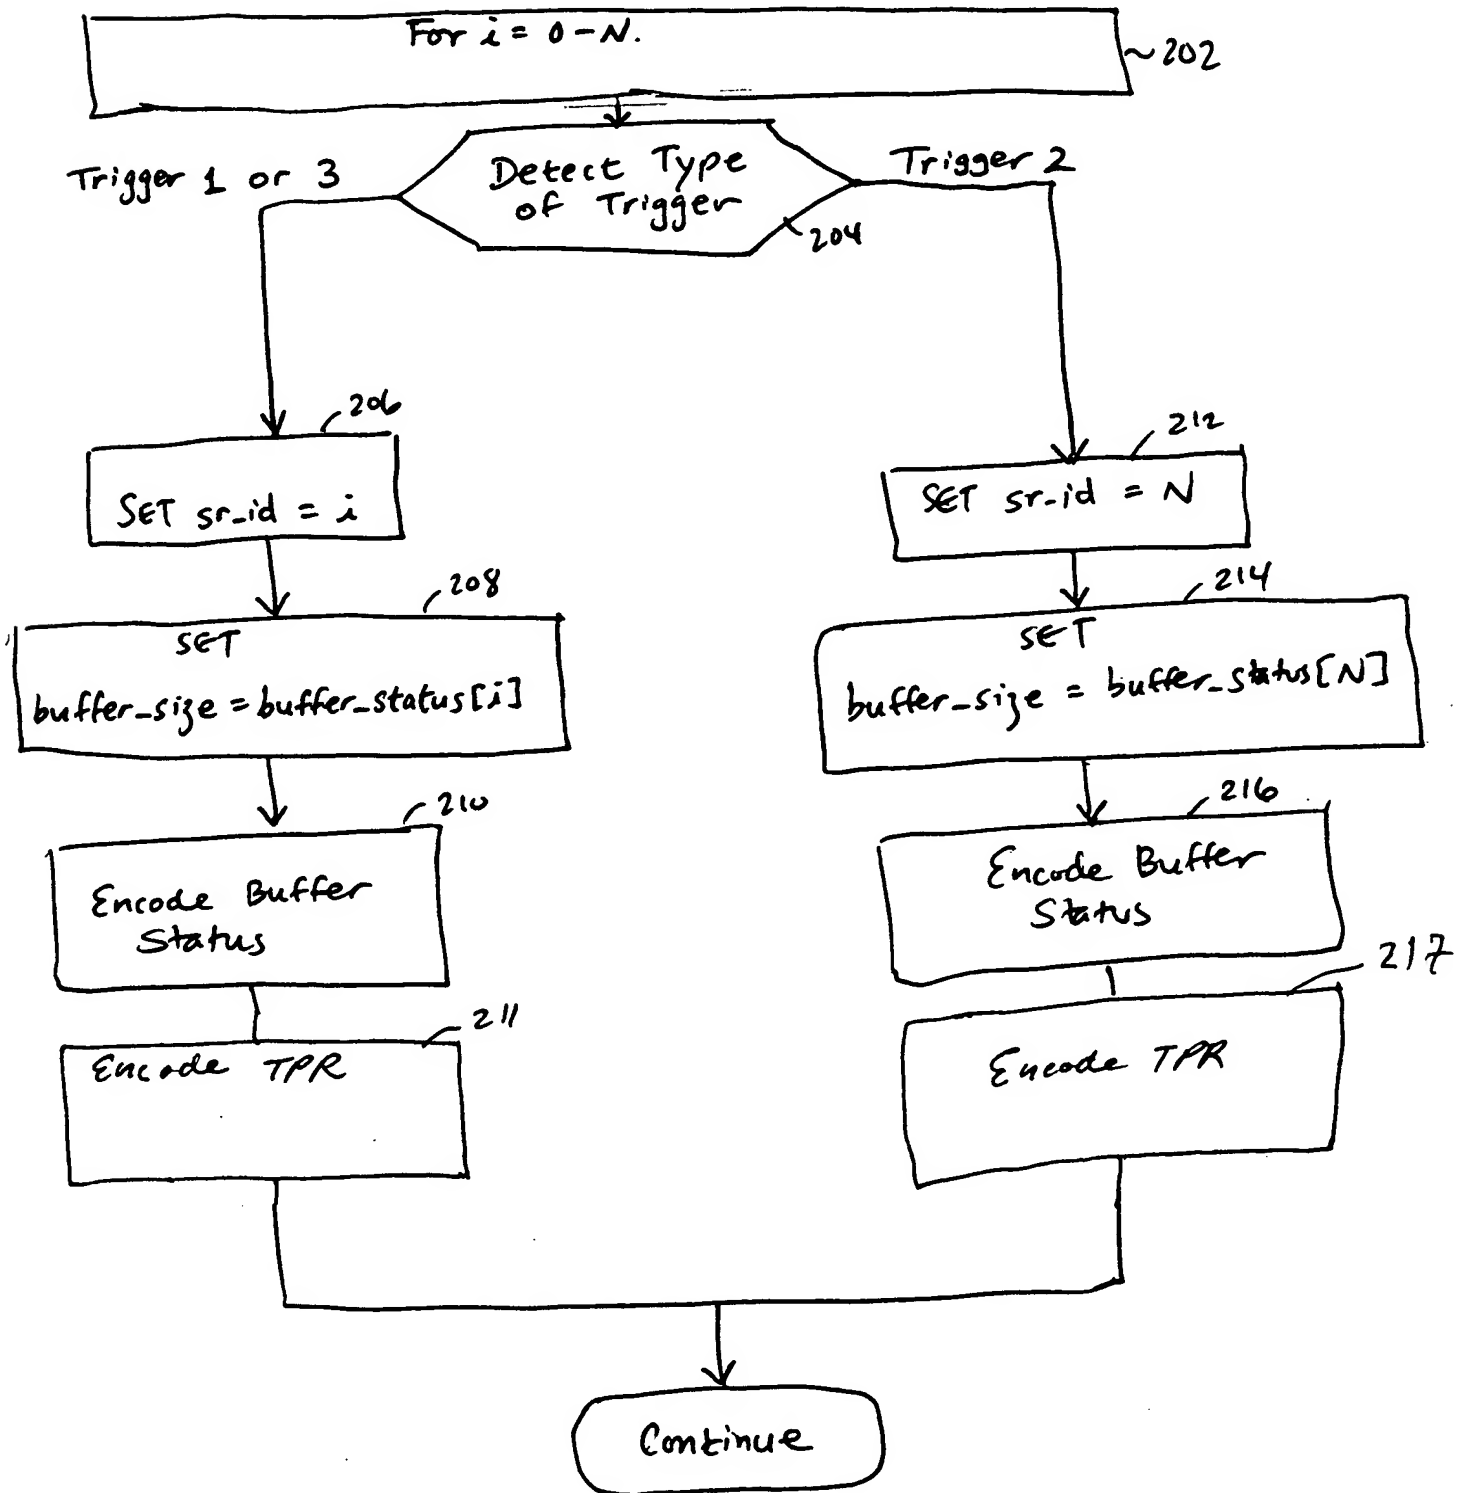 For i = 0 - N.
~202
Trigger 1 or 3
Detect Type
of Trigger
204
Trigger 2
206
SET sr_id = i
208
SET
buffer_size = buffer_status[i]
210
Encode Buffer
Status
211
Encode TPR
212
SET sr_id = N
214
SET
buffer_size = buffer_status[N]
216
Encode Buffer
Status
217
Encode TPR
Continue